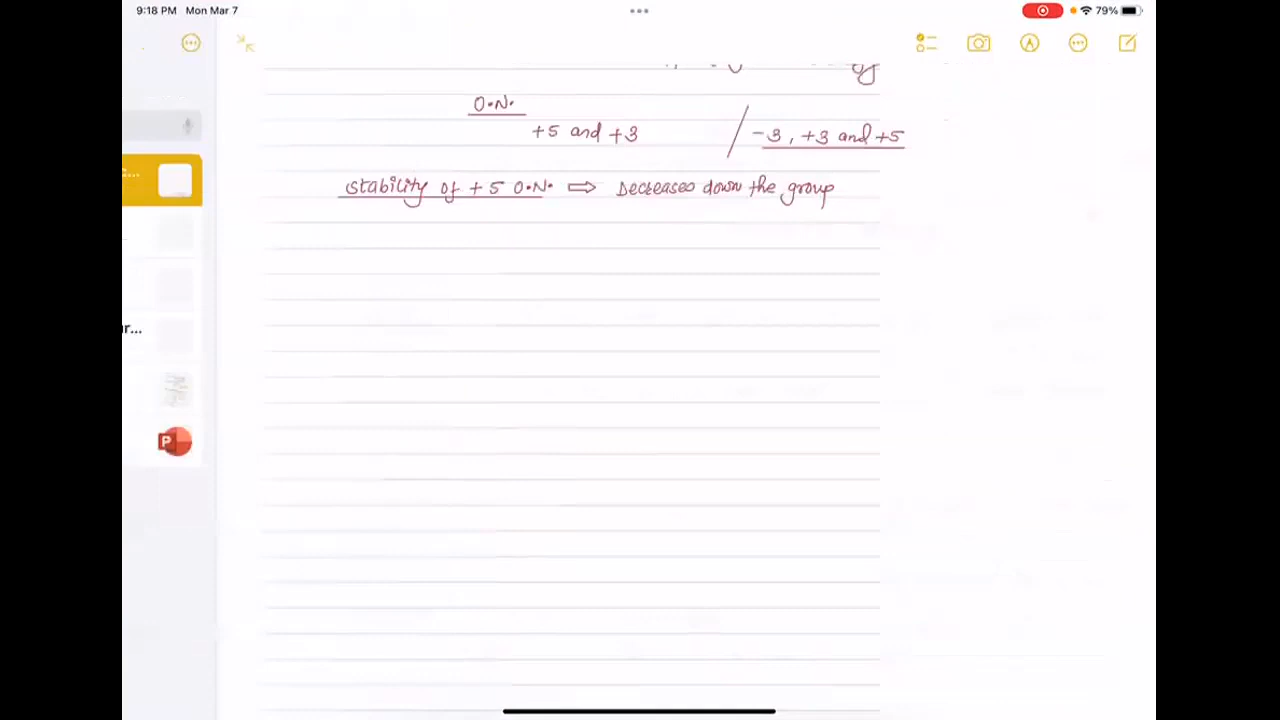 9:18 PM Mon Mar 7
79%
O.N.
+5 and +3 / -3, +3 and +5
stability of +5 O.N. ⇒ Decreases down the group
ur...
P